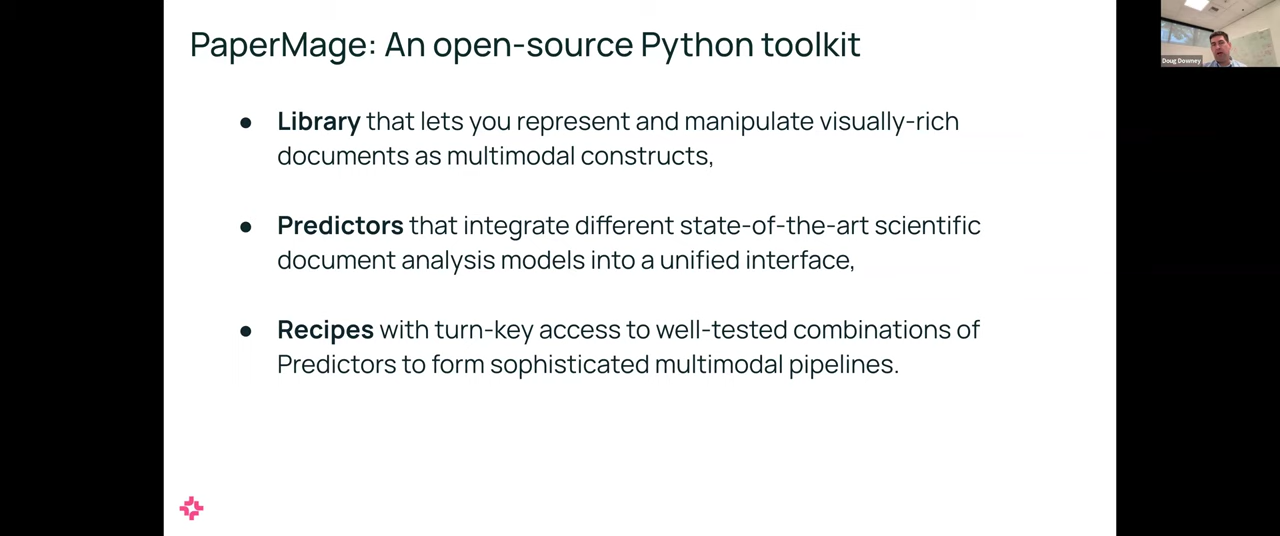 PaperMage: An open-source Python toolkit
Doug Downey
● Library that lets you represent and manipulate visually-rich
documents as multimodal constructs,
● Predictors that integrate different state-of-the-art scientific
document analysis models into a unified interface,
● Recipes with turn-key access to well-tested combinations of
Predictors to form sophisticated multimodal pipelines.